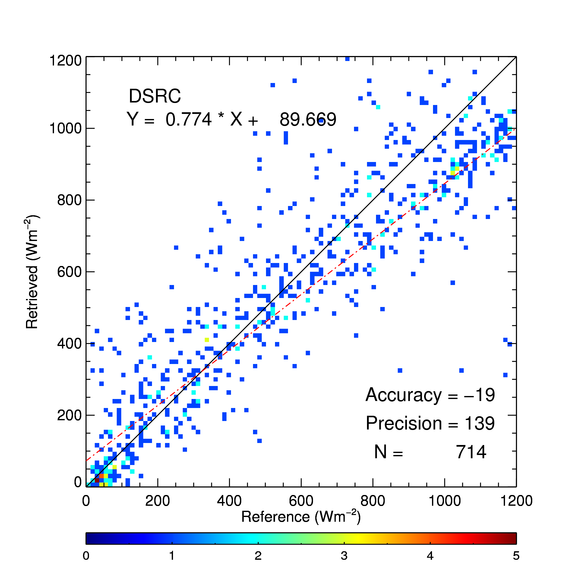 DSRC
Y = 0.774 * X + 89.669
1200
1000
800
600
400
200
0
Retrieved (Wm⁻²)
Accuracy = −19
Precision = 139
N = 714
0 200 400 600 800 1000 1200
Reference (Wm⁻²)
0 1 2 3 4 5